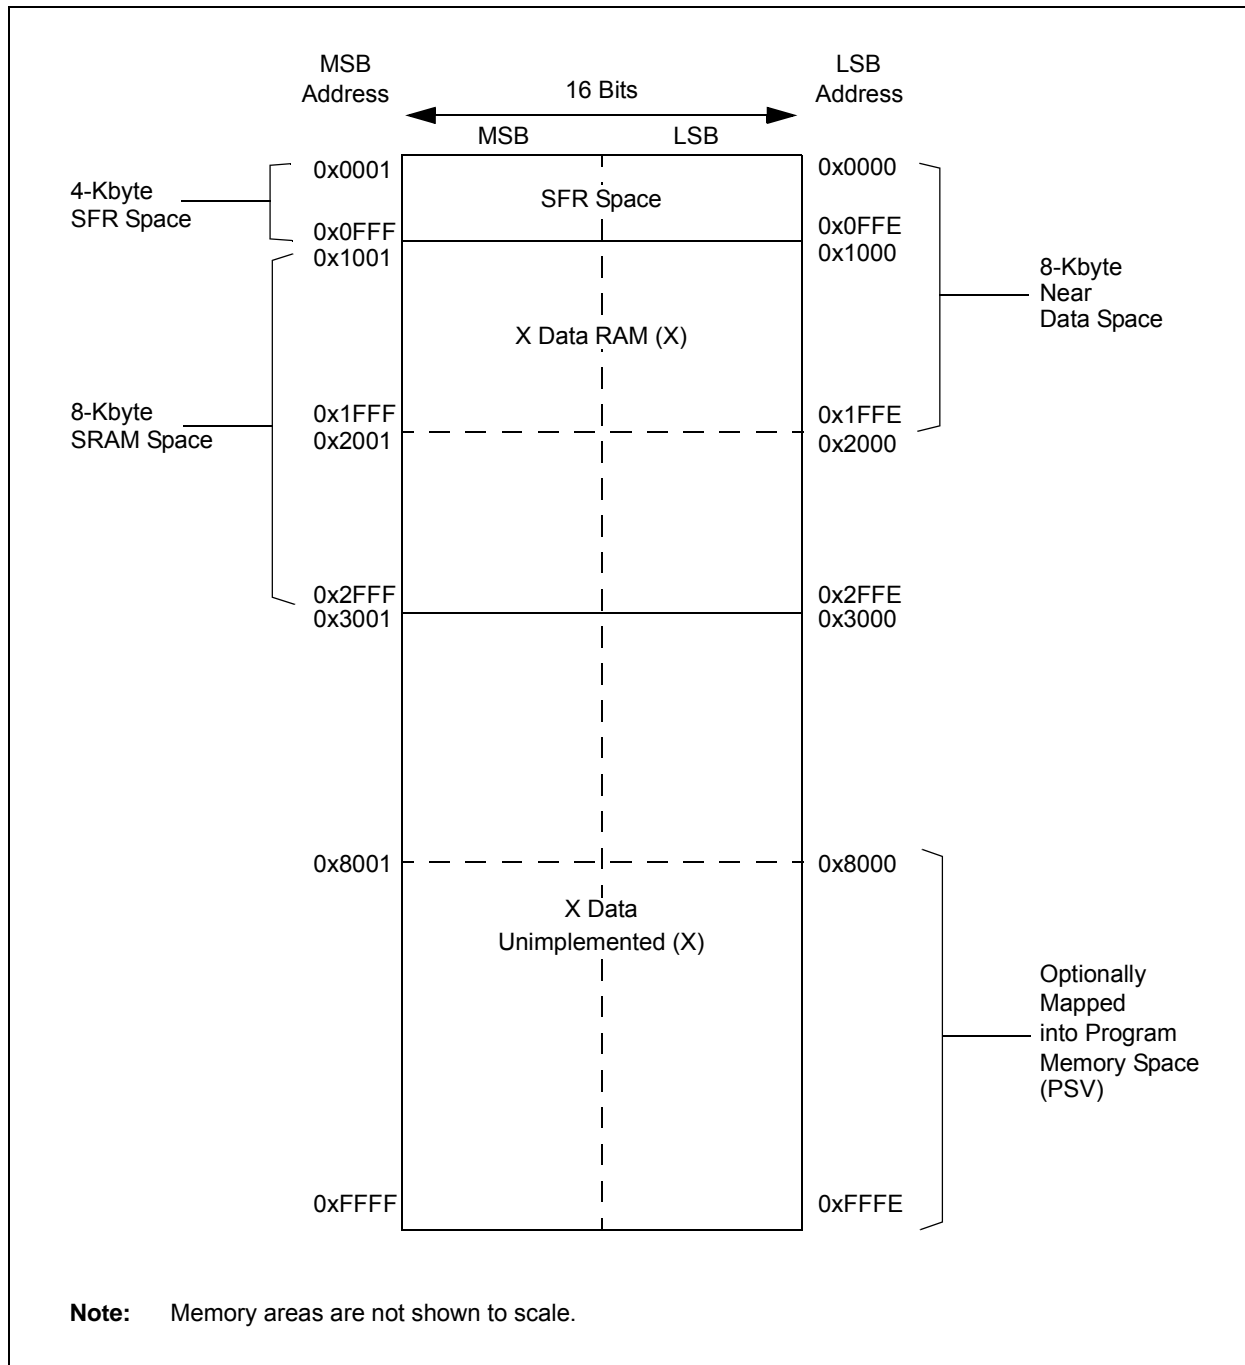 MSB
Address
LSB
Address
16 Bits
MSB
LSB
0x0001
0x0000
4-Kbyte
SFR Space
SFR Space
0x0FFF
0x0FFE
0x1001
0x1000
8-Kbyte
Near
Data Space
X Data RAM (X)
8-Kbyte
SRAM Space
0x1FFF
0x1FFE
0x2001
0x2000
0x2FFF
0x2FFE
0x3001
0x3000
0x8001
0x8000
X Data
Unimplemented (X)
Optionally
Mapped
into Program
Memory Space
(PSV)
0xFFFF
0xFFFE
Note: Memory areas are not shown to scale.